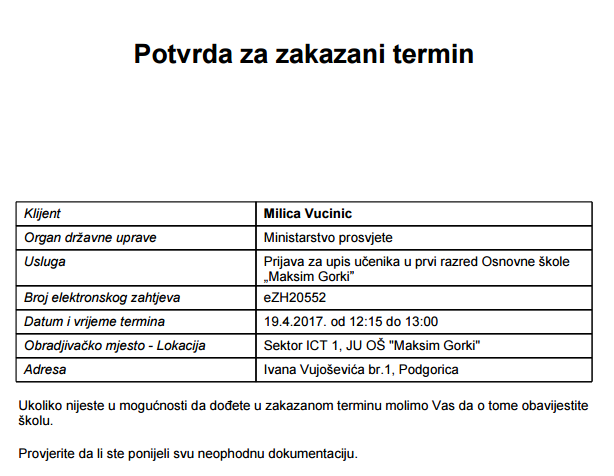 Potvrda za zakazani termin
Klijent Milica Vucinic
Organ državne uprave Ministarstvo prosvjete
Usluga Prijava za upis učenika u prvi razred Osnovne škole
„Maksim Gorki”
Broj elektronskog zahtjeva eZH20552
Datum i vrijeme termina 19.4.2017. od 12:15 do 13:00
Obradjivačko mjesto - Lokacija Sektor ICT 1, JU OŠ "Maksim Gorki"
Adresa Ivana Vujoševića br.1, Podgorica
Ukoliko nijeste u mogućnosti da dođete u zakazanom terminu molimo Vas da o tome obavijestite
školu.
Provjerite da li ste ponijeli svu neophodnu dokumentaciju.